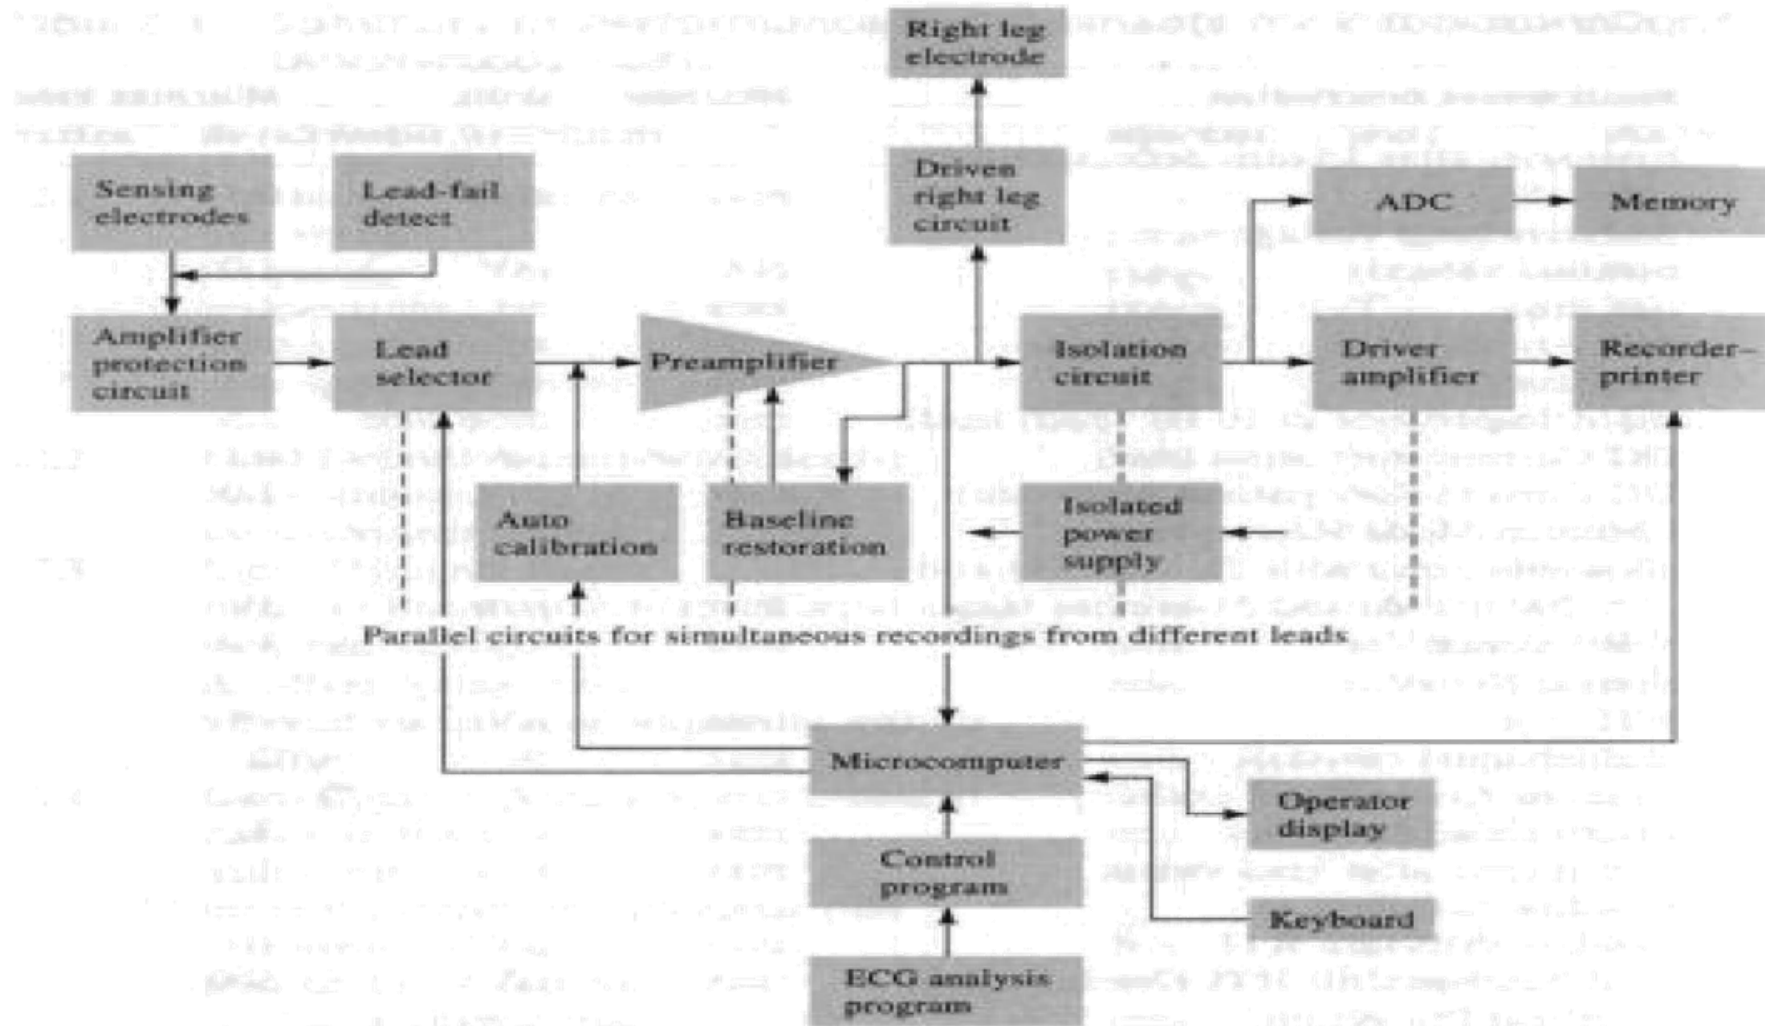 Right leg
electrode
Sensing
electrodes
Lead-fail
detect
Driven
right leg
circuit
ADC
Memory
Amplifier
protection
circuit
Lead
selector
Preamplifier
Isolation
circuit
Driver
amplifier
Recorder–
printer
Auto
calibration
Baseline
restoration
Isolated
power
supply
Parallel circuits for simultaneous recordings from different leads
Microcomputer
Operator
display
Control
program
Keyboard
ECG analysis
program